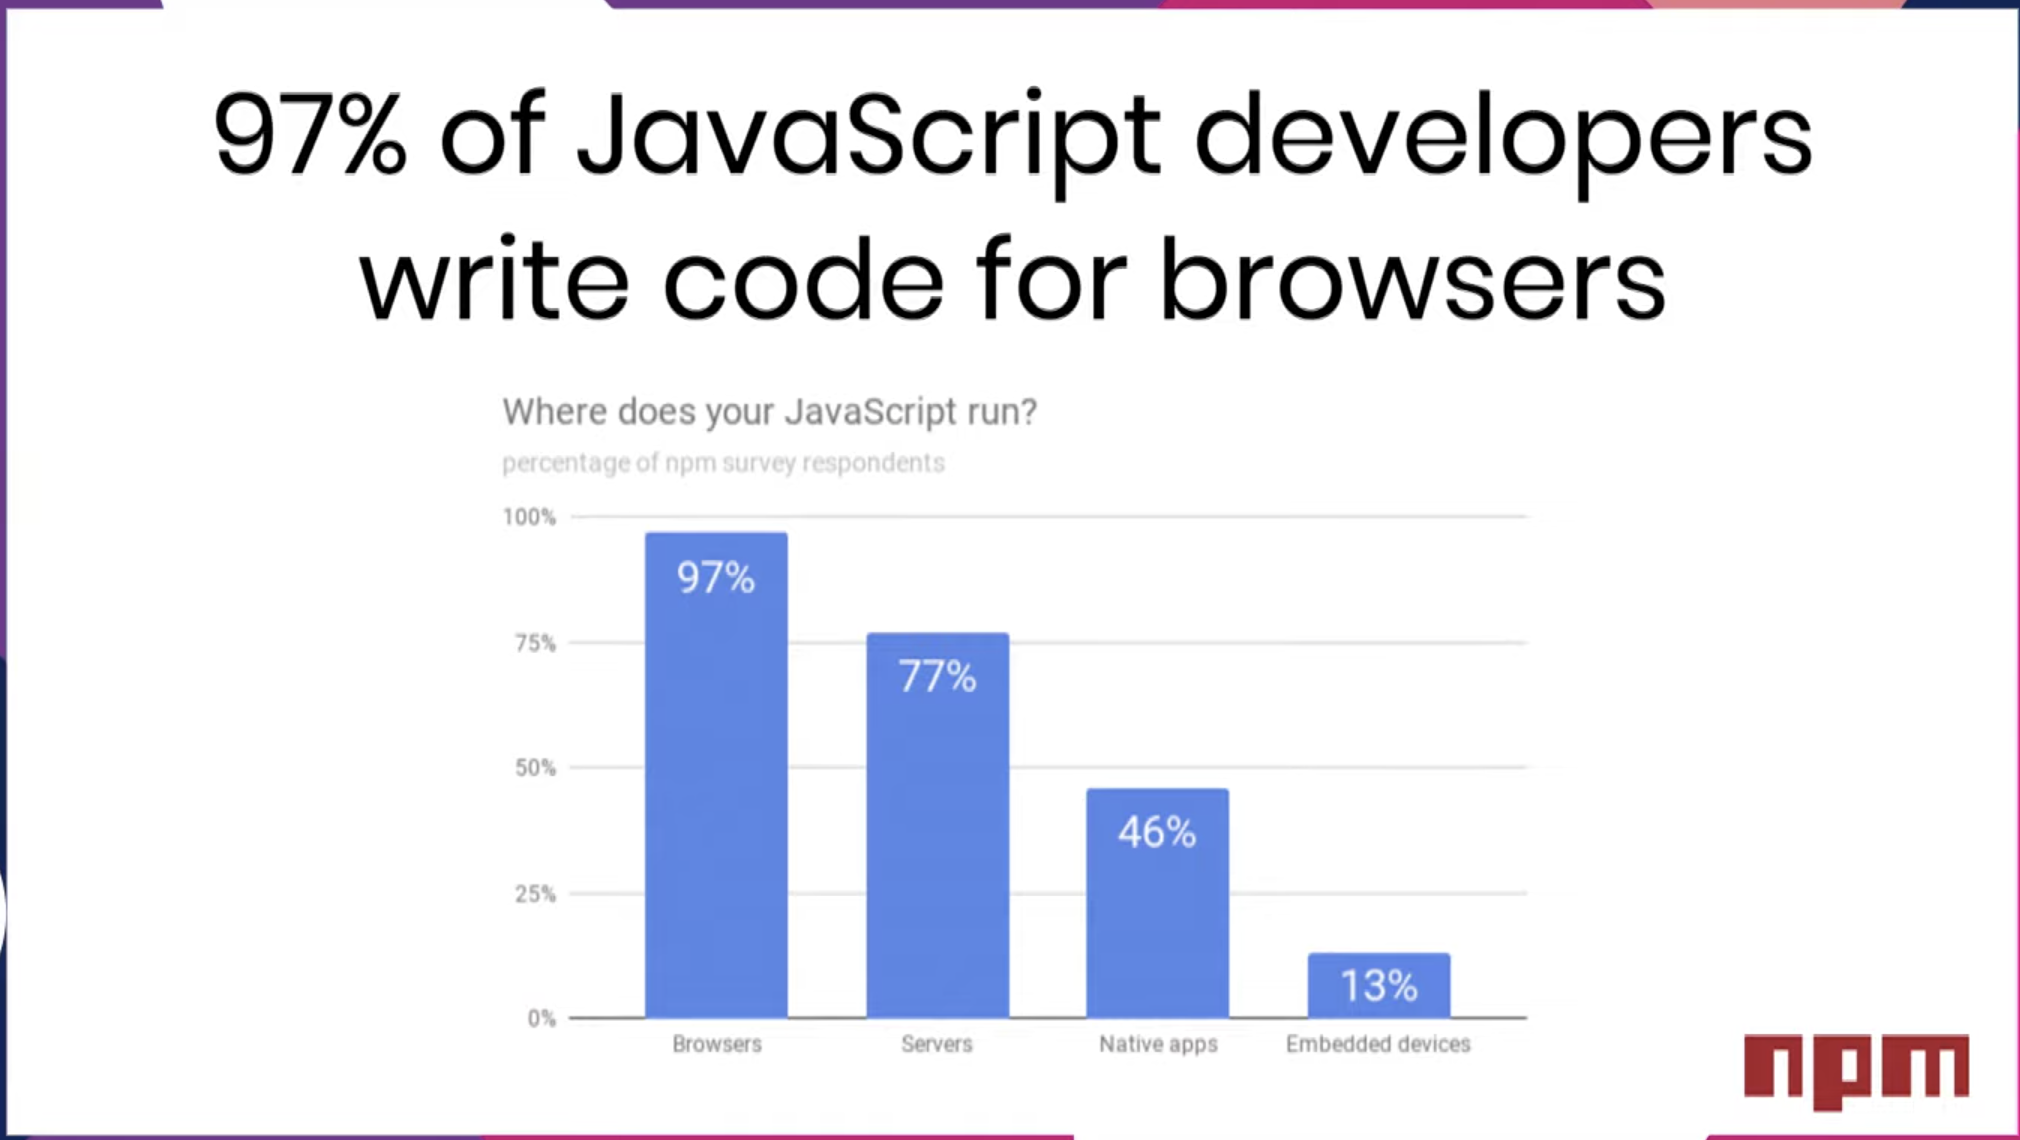 97% of JavaScript developers
write code for browsers
Where does your JavaScript run?
percentage of npm survey respondents
100%
97%
75%
77%
50%
46%
25%
13%
0%
Browsers Servers Native apps Embedded devices
npm